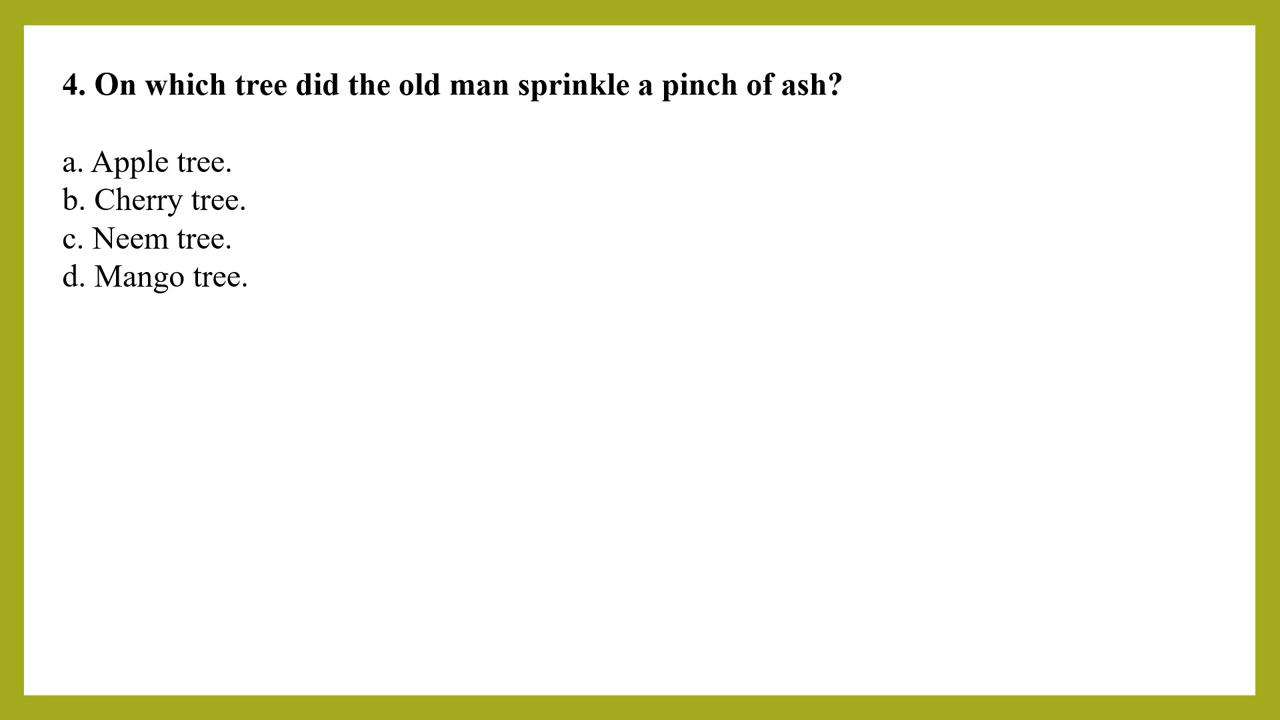 4. On which tree did the old man sprinkle a pinch of ash?
a. Apple tree.
b. Cherry tree.
c. Neem tree.
d. Mango tree.